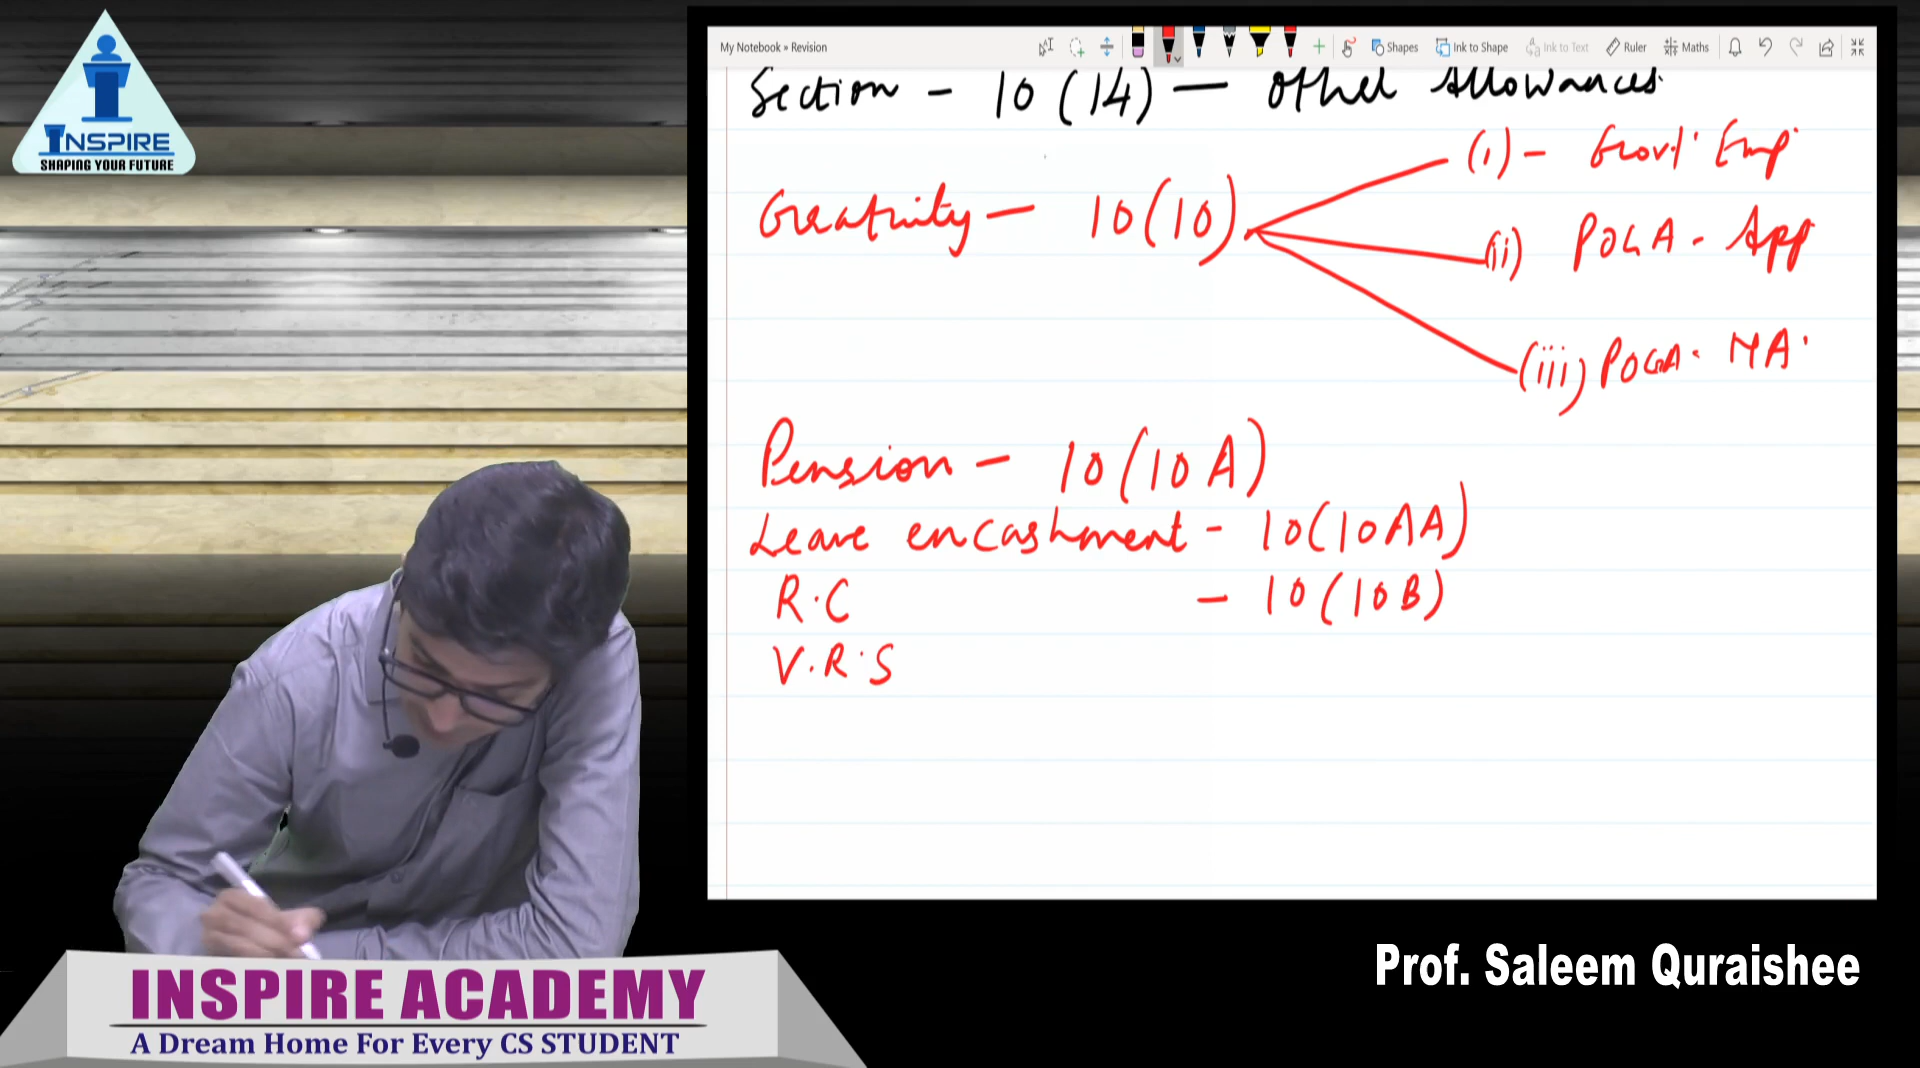 INSPIRE
SHAPING YOUR FUTURE
My Notebook » Revision
Shapes
Ink to Shape
Ink to Text
Ruler
Maths
Section - 10 (14) — Other Allowances
Gratuity — 10(10)
(i) - Govt. Emp
(ii) POGA - App
(iii) POGA - NA.
Pension - 10(10A)
Leave encashment - 10(10AA)
R.C - 10(10B)
V.R.S
INSPIRE ACADEMY
A Dream Home For Every CS STUDENT
Prof. Saleem Quraishee